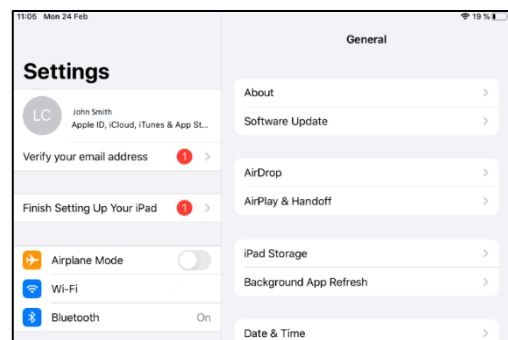 11:05 Mon 24 Feb
19 %
Settings
LC
John Smith
Apple ID, iCloud, iTunes & App St...
Verify your email address 1
Finish Setting Up Your iPad 1
Airplane Mode
Wi-Fi
Bluetooth On
General
About
Software Update
AirDrop
AirPlay & Handoff
iPad Storage
Background App Refresh
Date & Time